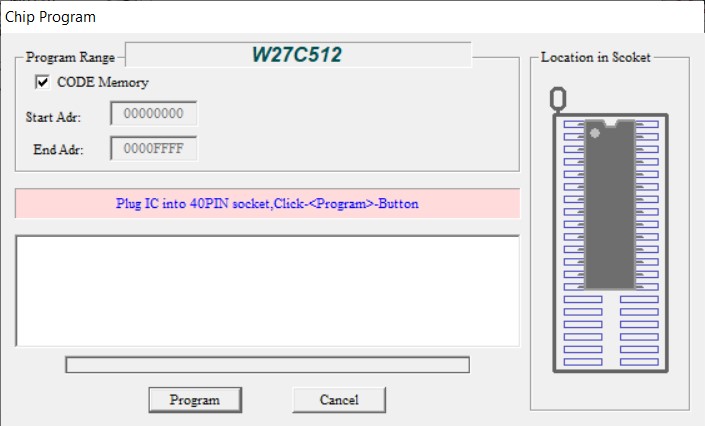 Chip Program
Program Range
W27C512
CODE Memory
Start Adr:
00000000
End Adr:
0000FFFF
Plug IC into 40PIN socket,Click-<Program>-Button
Program
Cancel
Location in Scoket